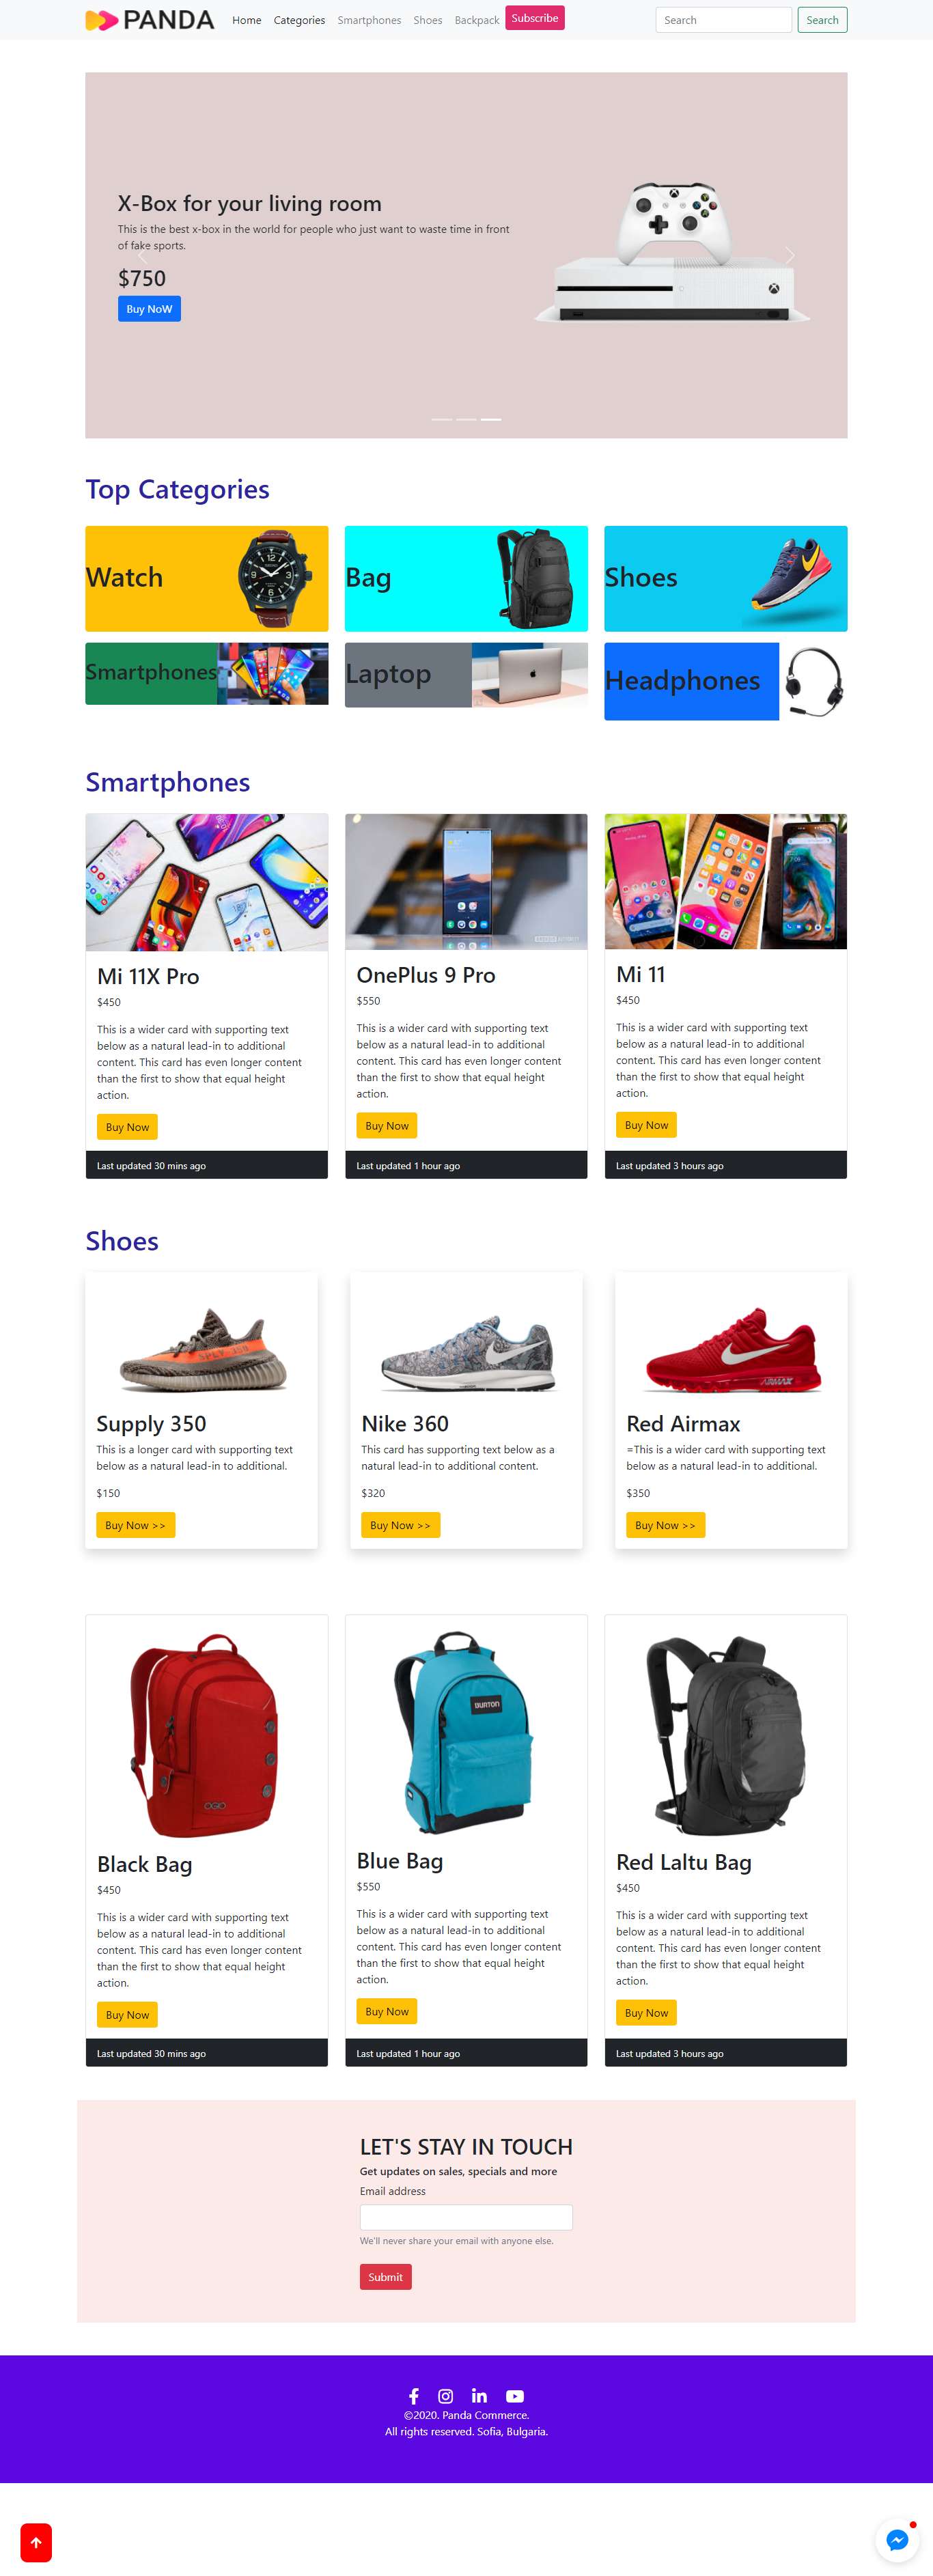 PANDA
Home
Categories
Smartphones
Shoes
Backpack
Subscribe
Search
Search
X-Box for your living room
This is the best x-box in the world for people who just want to waste time in front
of fake sports.
$750
Buy NoW
Top Categories
Watch
Bag
Shoes
Smartphones
Laptop
Headphones
Smartphones
Mi 11X Pro
$450
This is a wider card with supporting text
below as a natural lead-in to additional
content. This card has even longer content
than the first to show that equal height
action.
Buy Now
Last updated 30 mins ago
OnePlus 9 Pro
$550
This is a wider card with supporting text
below as a natural lead-in to additional
content. This card has even longer content
than the first to show that equal height
action.
Buy Now
Last updated 1 hour ago
Mi 11
$450
This is a wider card with supporting text
below as a natural lead-in to additional
content. This card has even longer content
than the first to show that equal height
action.
Buy Now
Last updated 3 hours ago
Shoes
Supply 350
This is a longer card with supporting text
below as a natural lead-in to additional.
$150
Buy Now >>
Nike 360
This card has supporting text below as a
natural lead-in to additional content.
$320
Buy Now >>
AIRMAX
Red Airmax
=This is a wider card with supporting text
below as a natural lead-in to additional.
$350
Buy Now >>
OGIO
Black Bag
$450
This is a wider card with supporting text
below as a natural lead-in to additional
content. This card has even longer content
than the first to show that equal height
action.
Buy Now
Last updated 30 mins ago
BURTON
Blue Bag
$550
This is a wider card with supporting text
below as a natural lead-in to additional
content. This card has even longer content
than the first to show that equal height
action.
Buy Now
Last updated 1 hour ago
Red Laltu Bag
$450
This is a wider card with supporting text
below as a natural lead-in to additional
content. This card has even longer content
than the first to show that equal height
action.
Buy Now
Last updated 3 hours ago
LET'S STAY IN TOUCH
Get updates on sales, specials and more
Email address
We'll never share your email with anyone else.
Submit
©2020. Panda Commerce.
All rights reserved. Sofia, Bulgaria.